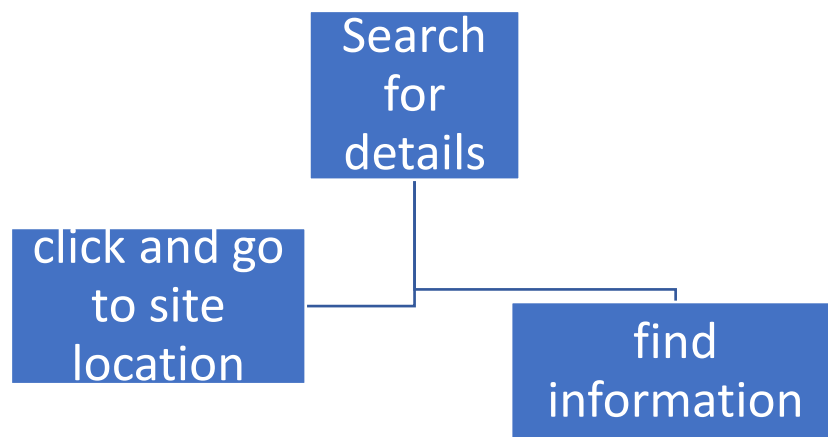 Search
for
details
click and go
to site
location
find
information